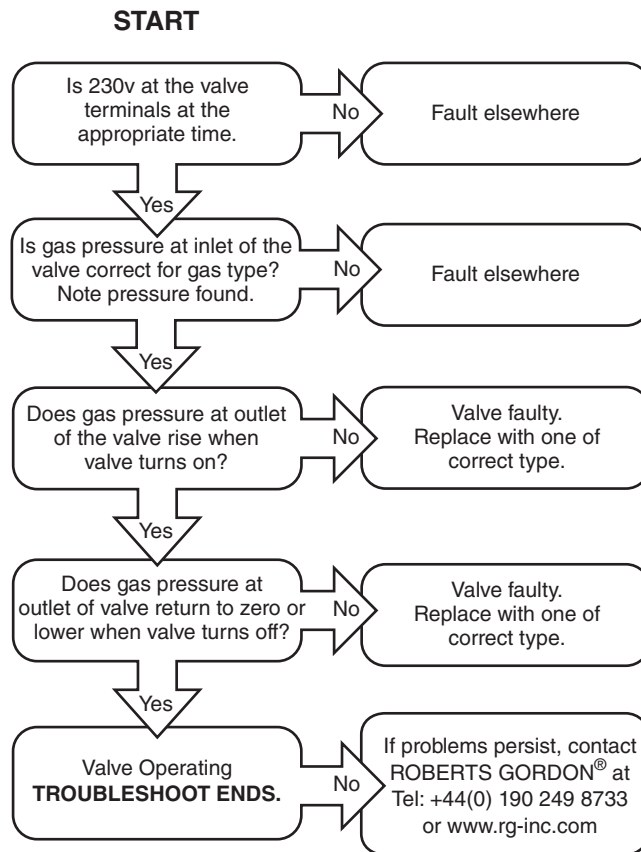 START
Is 230v at the valve
terminals at the
appropriate time.
No
Fault elsewhere
Yes
Is gas pressure at inlet of the
valve correct for gas type?
Note pressure found.
No
Fault elsewhere
Yes
Does gas pressure at outlet
of the valve rise when
valve turns on?
No
Valve faulty.
Replace with one of
correct type.
Yes
Does gas pressure at
outlet of valve return to zero or
lower when valve turns off?
No
Valve faulty.
Replace with one of
correct type.
Yes
Valve Operating
TROUBLESHOOT ENDS.
No
If problems persist, contact
ROBERTS GORDON® at
Tel: +44(0) 190 249 8733
or www.rg-inc.com